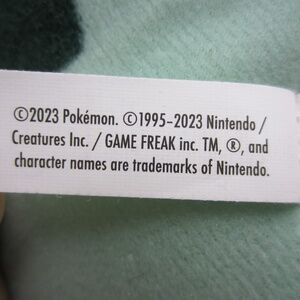 ©2023 Pokémon. ©1995–2023 Nintendo /
Creatures Inc. / GAME FREAK inc. TM, ®, and
character names are trademarks of Nintendo.